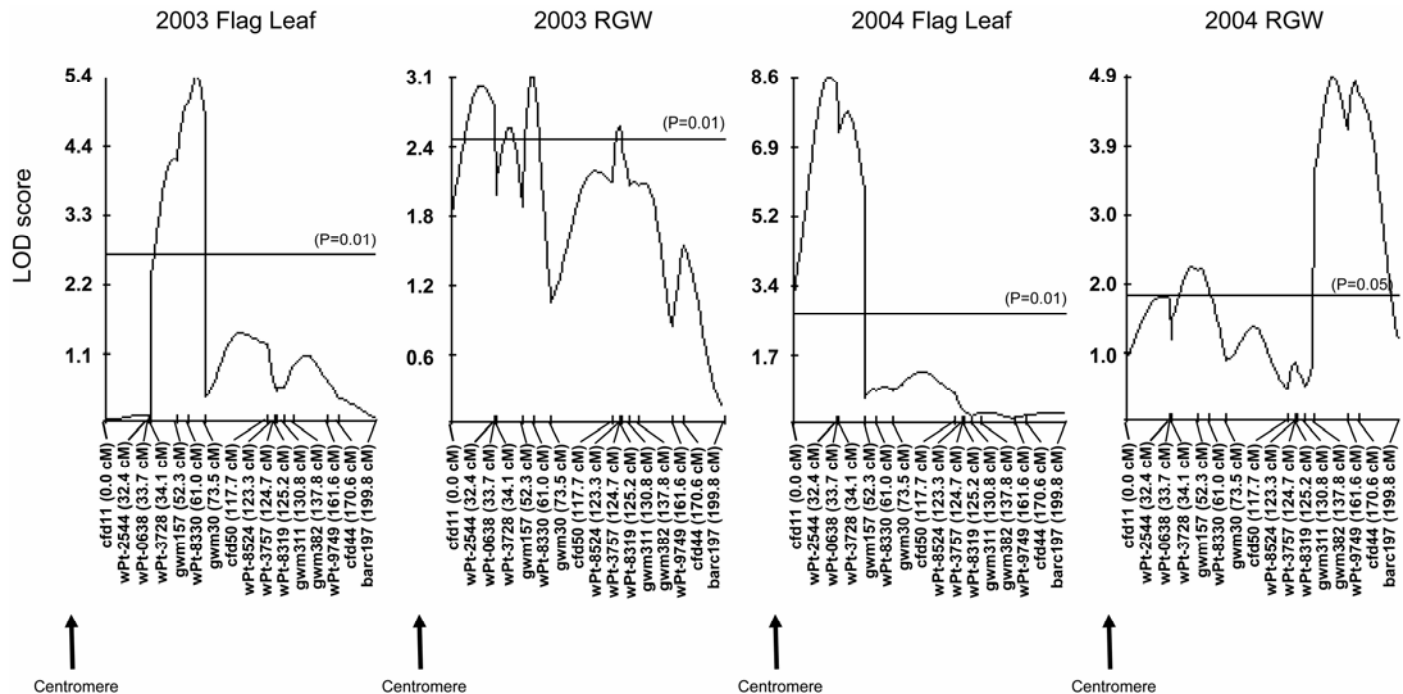 2003 Flag Leaf
2003 RGW
2004 Flag Leaf
2004 RGW
LOD score
5.4
4.4
3.3
2.2
1.1
(P=0.01)
cfd11 (0.0 cM)
wPt-2544 (32.4 cM)
wPt-0638 (33.7 cM)
wPt-3728 (34.1 cM)
gwm157 (52.3 cM)
wPt-8330 (61.0 cM)
gwm30 (73.5 cM)
cfd50 (117.7 cM)
wPt-8524 (123.3 cM)
wPt-3757 (124.7 cM)
wPt-8319 (125.2 cM)
gwm311 (130.8 cM)
gwm382 (137.8 cM)
wPt-9749 (161.6 cM)
cfd44 (170.6 cM)
barc197 (199.8 cM)
Centromere
3.1
2.4
1.8
1.2
0.6
(P=0.01)
cfd11 (0.0 cM)
wPt-2544 (32.4 cM)
wPt-0638 (33.7 cM)
wPt-3728 (34.1 cM)
gwm157 (52.3 cM)
wPt-8330 (61.0 cM)
gwm30 (73.5 cM)
cfd50 (117.7 cM)
wPt-8524 (123.3 cM)
wPt-3757 (124.7 cM)
wPt-8319 (125.2 cM)
gwm311 (130.8 cM)
gwm382 (137.8 cM)
wPt-9749 (161.6 cM)
cfd44 (170.6 cM)
barc197 (199.8 cM)
Centromere
8.6
6.9
5.2
3.4
1.7
(P=0.01)
cfd11 (0.0 cM)
wPt-2544 (32.4 cM)
wPt-0638 (33.7 cM)
wPt-3728 (34.1 cM)
gwm157 (52.3 cM)
wPt-8330 (61.0 cM)
gwm30 (73.5 cM)
cfd50 (117.7 cM)
wPt-8524 (123.3 cM)
wPt-3757 (124.7 cM)
wPt-8319 (125.2 cM)
gwm311 (130.8 cM)
gwm382 (137.8 cM)
wPt-9749 (161.6 cM)
cfd44 (170.6 cM)
barc197 (199.8 cM)
Centromere
4.9
3.9
3.0
2.0
1.0
(P=0.05)
cfd11 (0.0 cM)
wPt-2544 (32.4 cM)
wPt-0638 (33.7 cM)
wPt-3728 (34.1 cM)
gwm157 (52.3 cM)
wPt-8330 (61.0 cM)
gwm30 (73.5 cM)
cfd50 (117.7 cM)
wPt-8524 (123.3 cM)
wPt-3757 (124.7 cM)
wPt-8319 (125.2 cM)
gwm311 (130.8 cM)
gwm382 (137.8 cM)
wPt-9749 (161.6 cM)
cfd44 (170.6 cM)
barc197 (199.8 cM)
Centromere